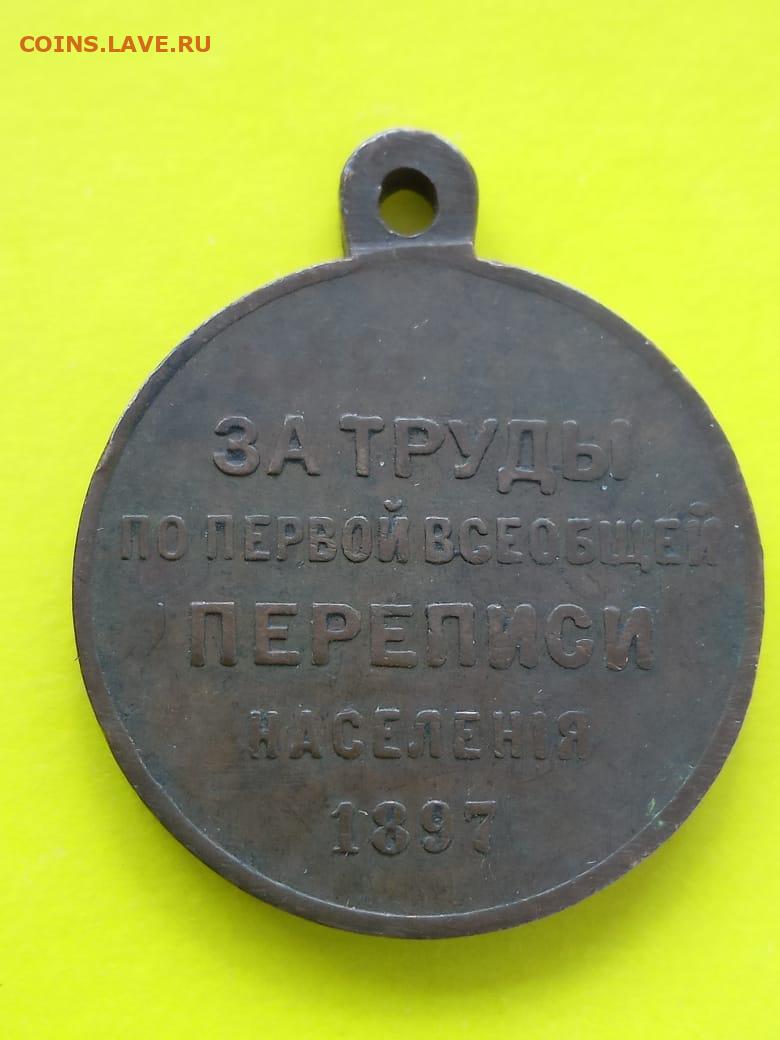 COINS.LAVE.RU
ЗА ТРУДЫ
ПО ПЕРВОЙ ВСЕОБЩЕЙ
ПЕРЕПИСИ
НАСЕЛЕНІЯ
1897